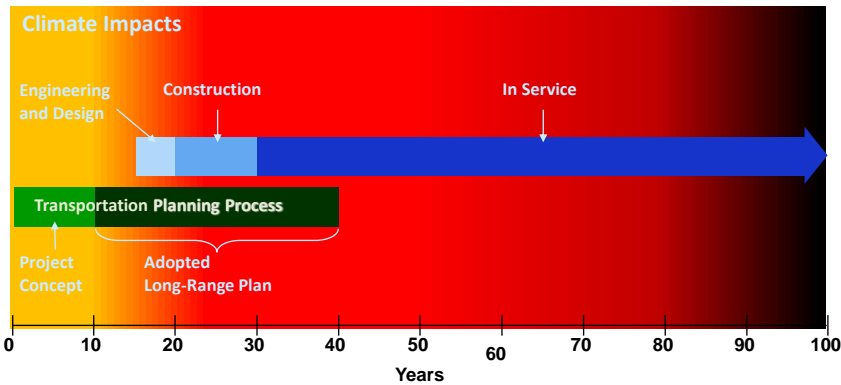 Climate Impacts
Engineering
and Design
Construction
In Service
Transportation Planning Process
Project
Concept
Adopted
Long-Range Plan
0 10 20 30 40 50 60 70 80 90 100
Years